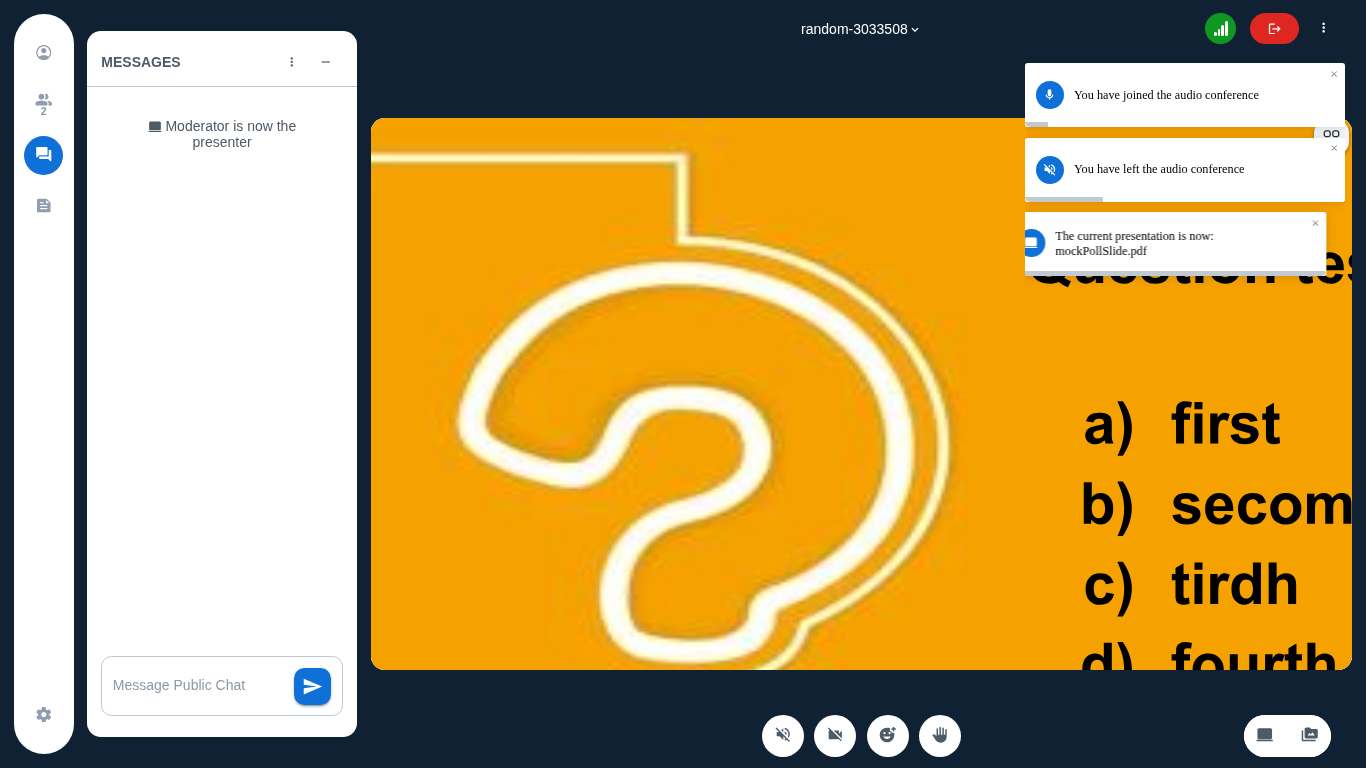 random-3033508
MESSAGES
2
Moderator is now the
presenter
You have joined the audio conference
You have left the audio conference
The current presentation is now:
mockPollSlide.pdf
a) first
b) secom
c) tirdh
d) fourth
Message Public Chat